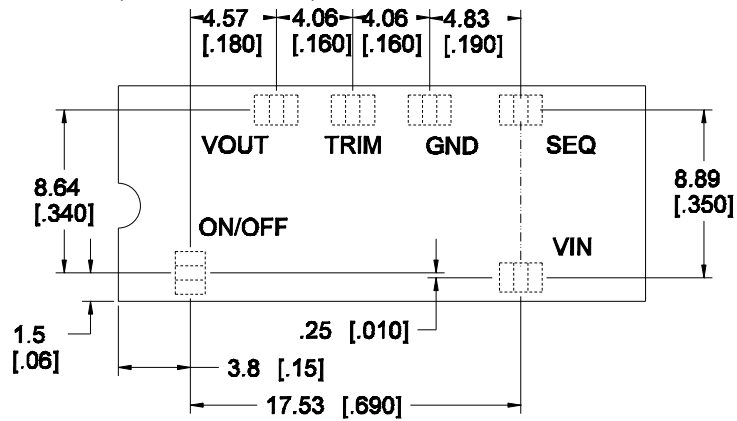 4.57 4.06 4.06 4.83
[.180] [.160] [.160] [.190]
VOUT TRIM GND SEQ
8.64
[.340]
8.89
[.350]
ON/OFF
VIN
.25 [.010]
1.5
[.06]
3.8 [.15]
17.53 [.690]